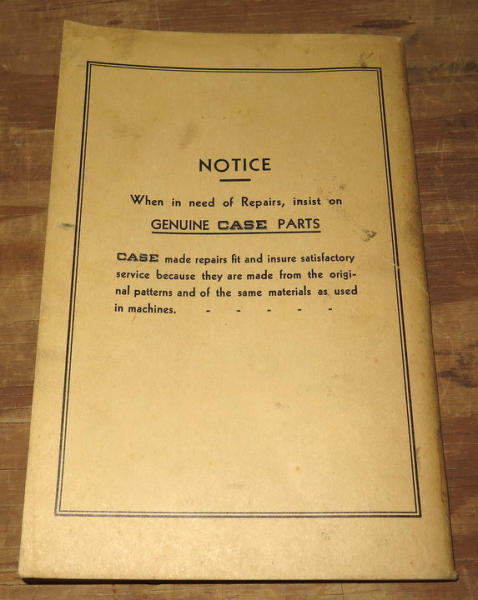 NOTICE
When in need of Repairs, insist on
GENUINE CASE PARTS
CASE made repairs fit and insure satisfactory
service because they are made from the origi-
nal patterns and of the same materials as used
in machines. - - - - -